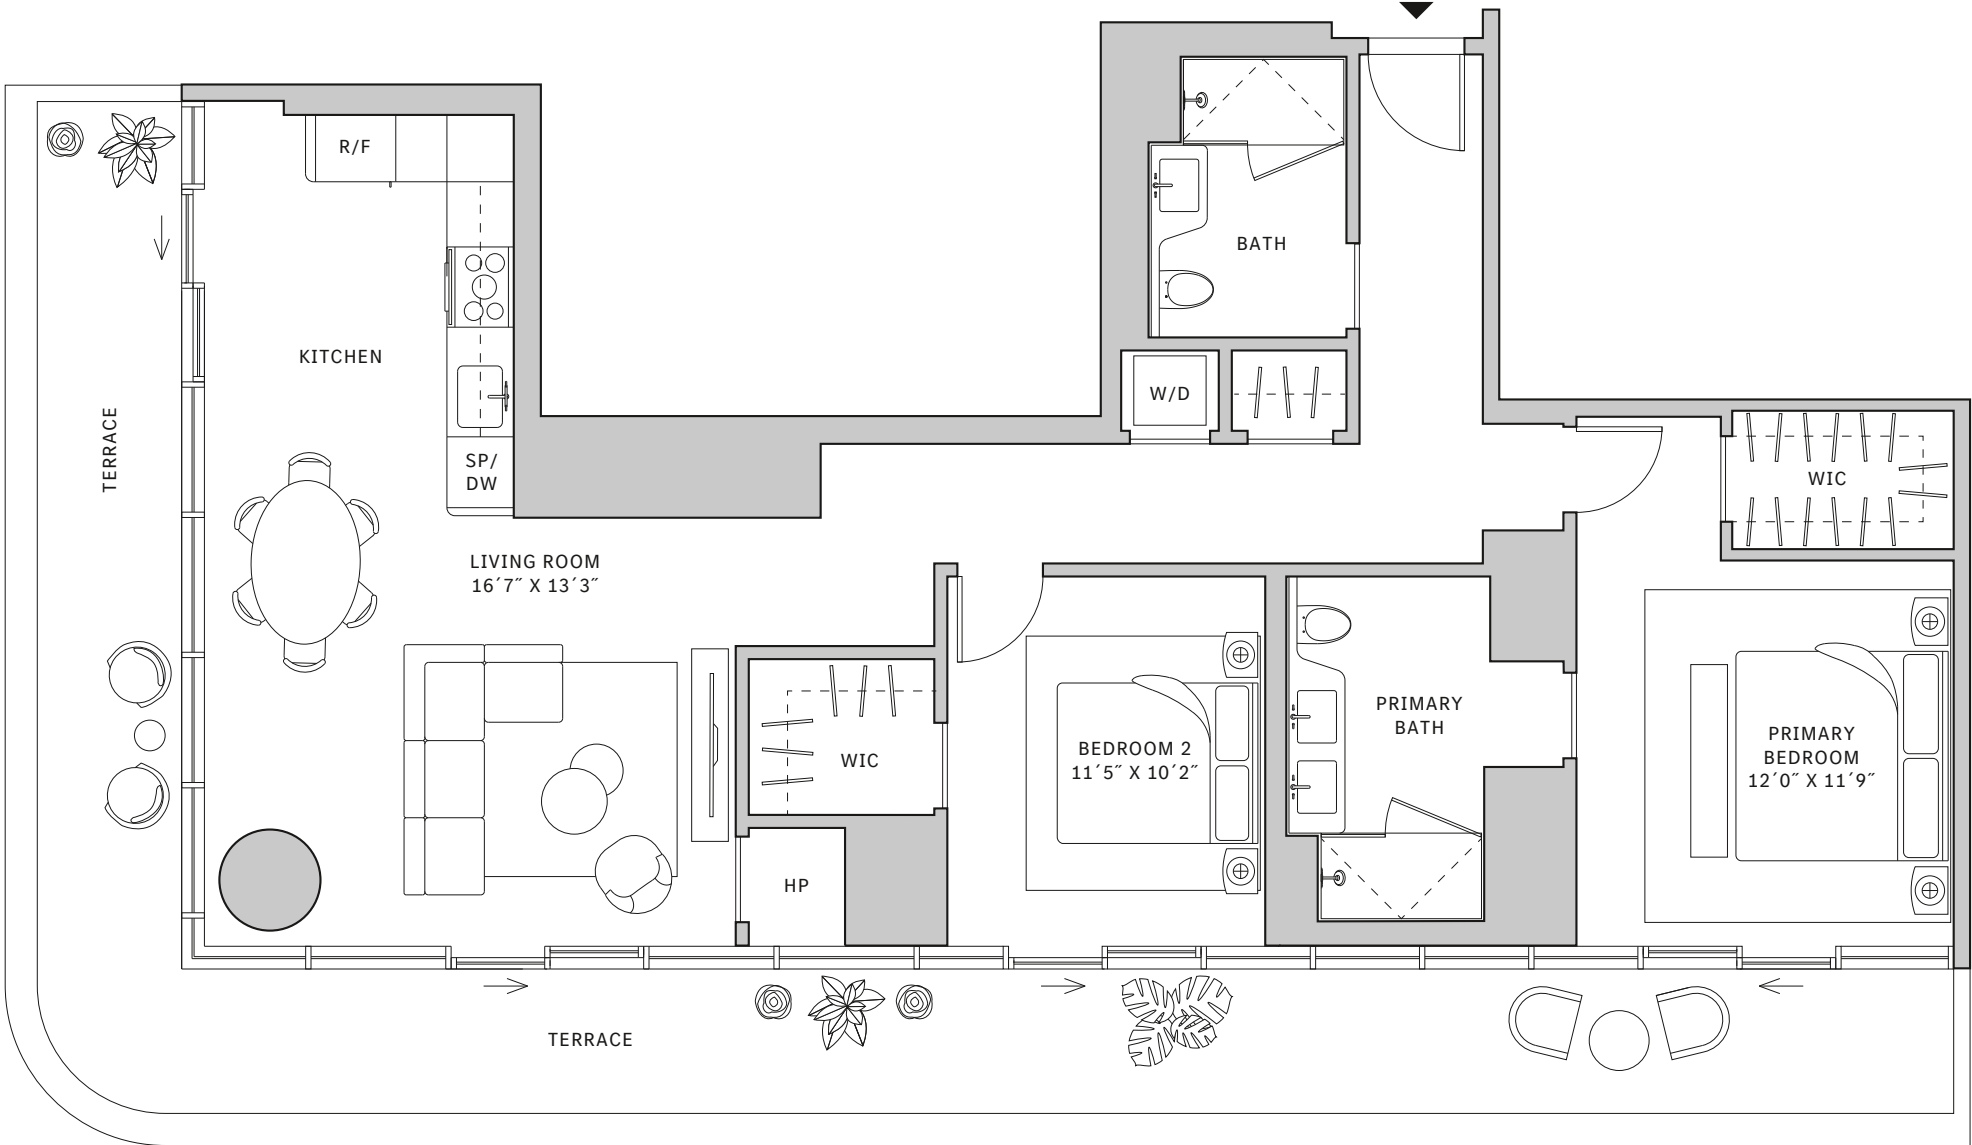 R/F
BATH
KITCHEN
W/D
TERRACE
SP/
DW
WIC
LIVING ROOM
16´7˝ X 13´3˝
PRIMARY
BATH
BEDROOM 2
11´5˝ X 10´2˝
WIC
PRIMARY
BEDROOM
12´0˝ X 11´9˝
HP
TERRACE